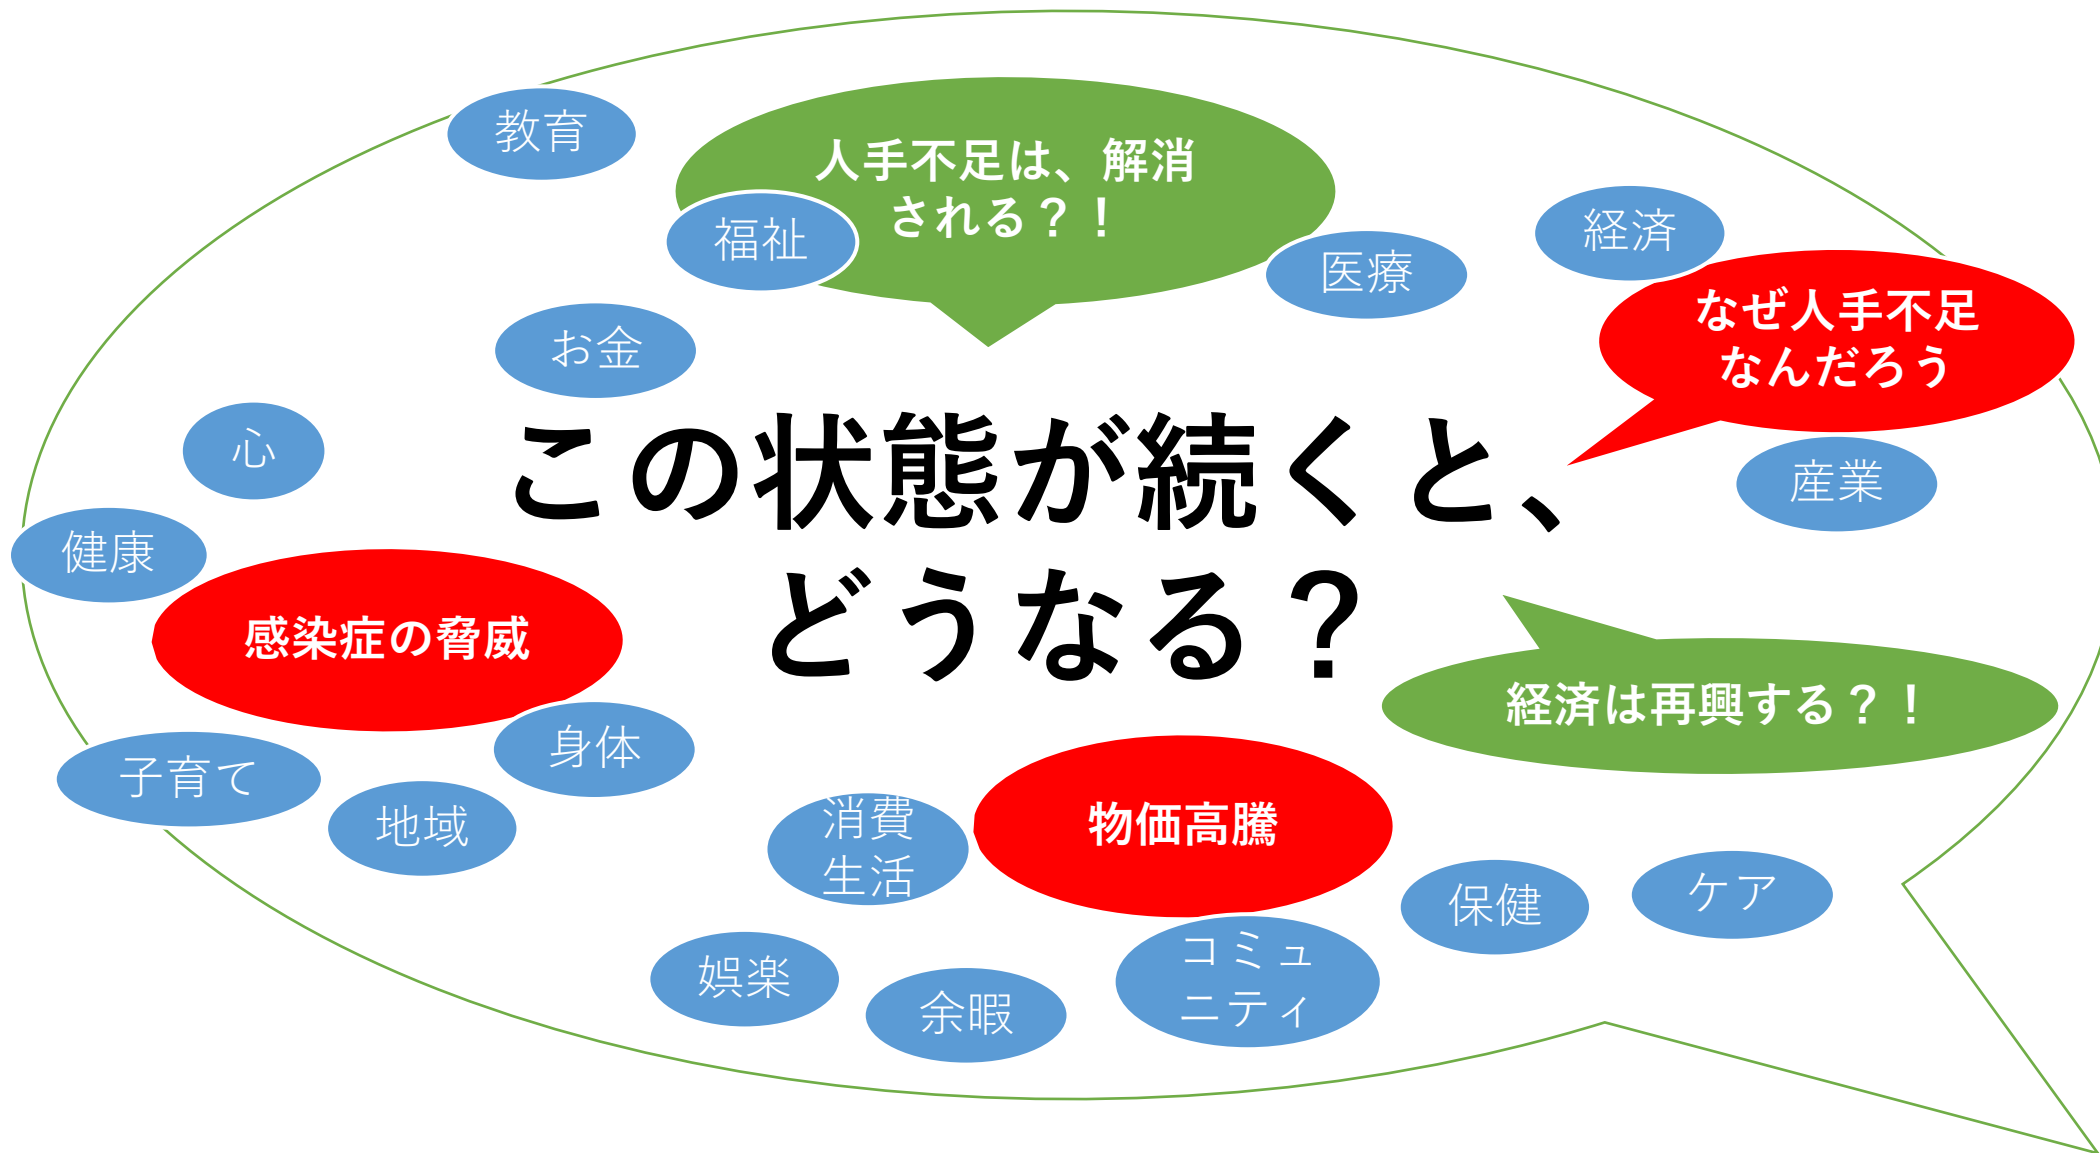 教育
人手不足は、解消
される？！
福祉
医療
経済
なぜ人手不足
なんだろう
お金
心
この状態が続くと、
どうなる？
産業
健康
感染症の脅威
経済は再興する？！
身体
子育て
地域
消費
生活
物価高騰
保健
ケア
コミュ
ニティ
娯楽
余暇